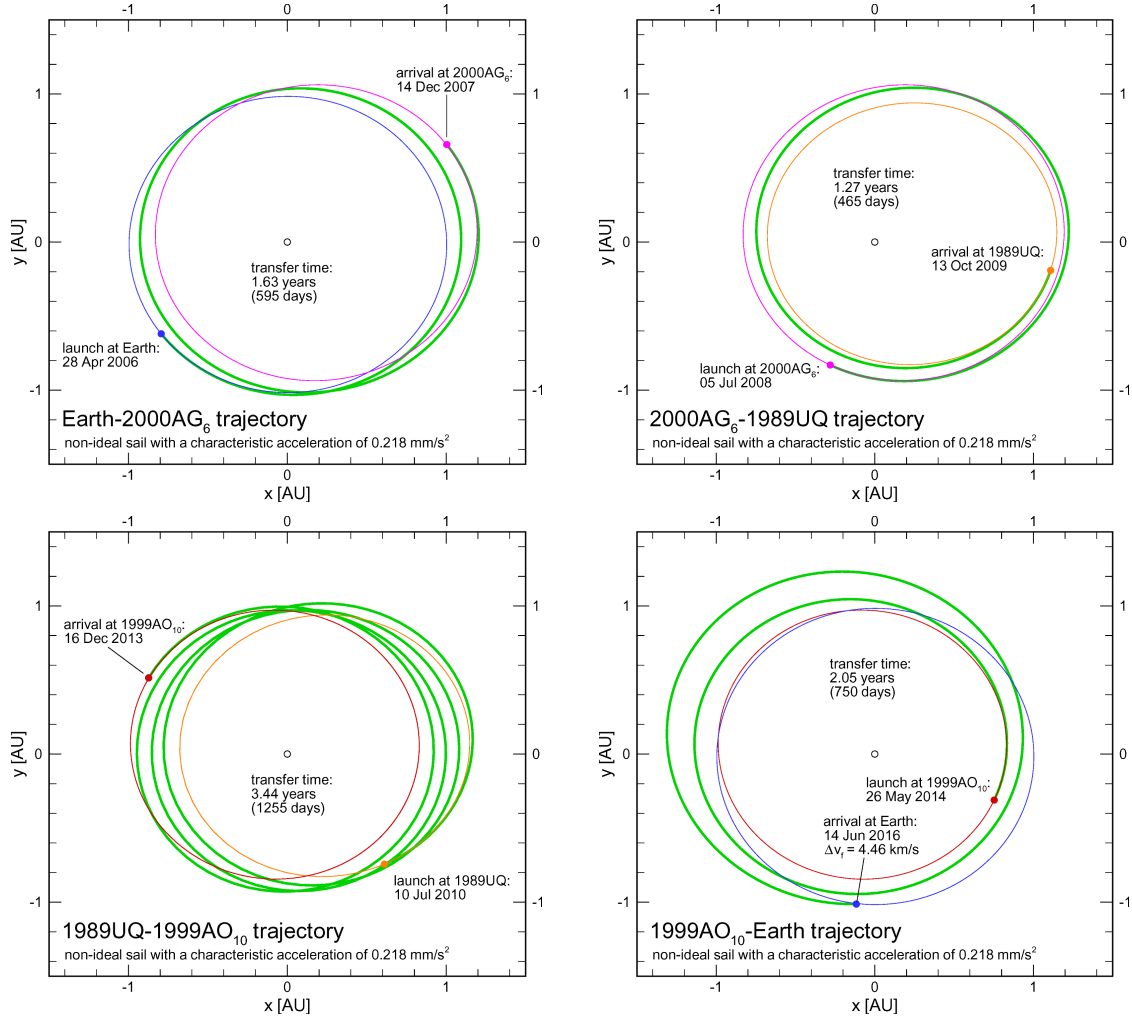 -1 0 1
1
0
-1
y [AU]
arrival at 2000AG6:
14 Dec 2007
transfer time:
1.63 years
(595 days)
launch at Earth:
28 Apr 2006
Earth-2000AG6 trajectory
non-ideal sail with a characteristic acceleration of 0.218 mm/s2
1
0
-1
-1 0 1
x [AU]
-1 0 1
1
0
-1
y [AU]
transfer time:
1.27 years
(465 days)
arrival at 1989UQ:
13 Oct 2009
launch at 2000AG6:
05 Jul 2008
2000AG6-1989UQ trajectory
non-ideal sail with a characteristic acceleration of 0.218 mm/s2
1
0
-1
-1 0 1
x [AU]
-1 0 1
1
0
-1
y [AU]
arrival at 1999AO10:
16 Dec 2013
transfer time:
3.44 years
(1255 days)
launch at 1989UQ:
10 Jul 2010
1989UQ-1999AO10 trajectory
non-ideal sail with a characteristic acceleration of 0.218 mm/s2
1
0
-1
-1 0 1
x [AU]
-1 0 1
1
0
-1
y [AU]
transfer time:
2.05 years
(750 days)
launch at 1999AO10:
26 May 2014
arrival at Earth:
14 Jun 2016
Δvf = 4.46 km/s
1999AO10-Earth trajectory
non-ideal sail with a characteristic acceleration of 0.218 mm/s2
1
0
-1
-1 0 1
x [AU]